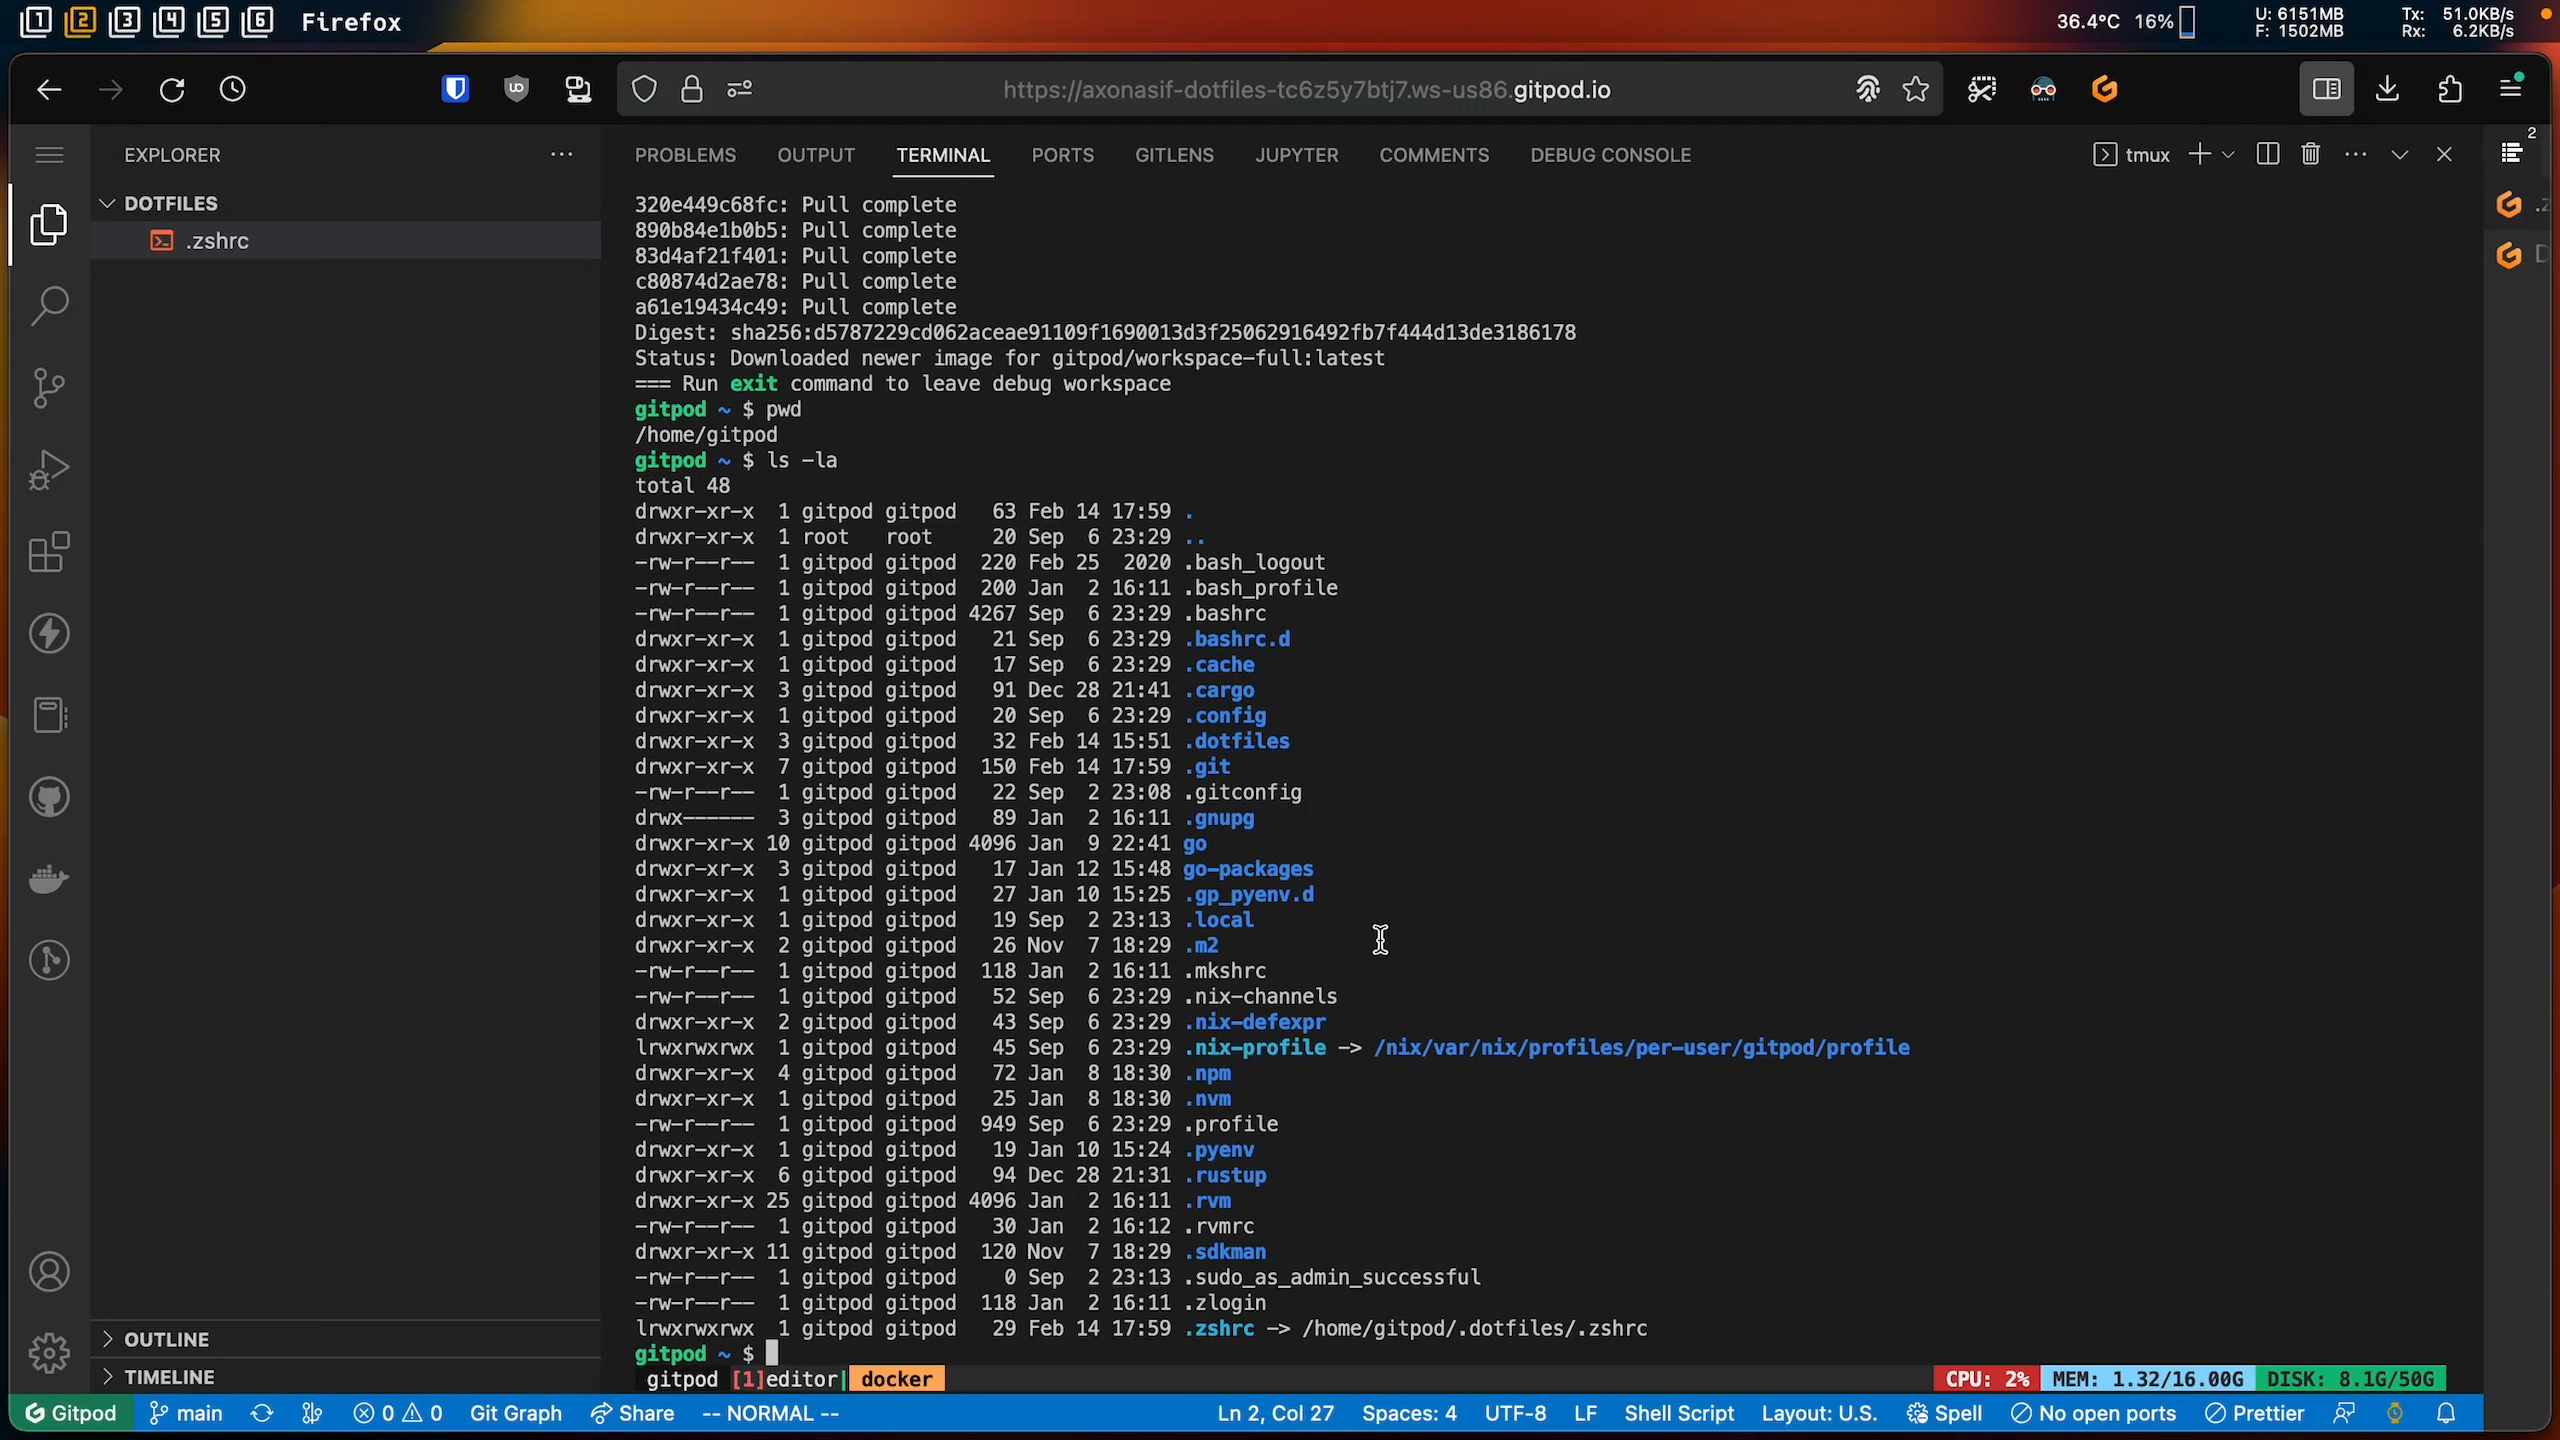 1 2 3 4 5 6 Firefox
36.4°C 16%
U: 6151MB
F: 1502MB
Tx: 51.0KB/s
Rx: 6.2KB/s
https://axonasif-dotfiles-tc6z5y7btj7.ws-us86.gitpod.io
EXPLORER
DOTFILES
.zshrc
OUTLINE
TIMELINE
PROBLEMS OUTPUT TERMINAL PORTS GITLENS JUPYTER COMMENTS DEBUG CONSOLE
tmux
2
320e449c68fc: Pull complete
890b84e1b0b5: Pull complete
83d4af21f401: Pull complete
c80874d2ae78: Pull complete
a61e19434c49: Pull complete
Digest: sha256:d5787229cd062aceae91109f1690013d3f25062916492fb7f444d13de3186178
Status: Downloaded newer image for gitpod/workspace-full:latest
=== Run exit command to leave debug workspace
gitpod ~ $ pwd
/home/gitpod
gitpod ~ $ ls -la
total 48
drwxr-xr-x 1 gitpod gitpod 63 Feb 14 17:59 .
drwxr-xr-x 1 root root 20 Sep 6 23:29 ..
-rw-r--r-- 1 gitpod gitpod 220 Feb 25 2020 .bash_logout
-rw-r--r-- 1 gitpod gitpod 200 Jan 2 16:11 .bash_profile
-rw-r--r-- 1 gitpod gitpod 4267 Sep 6 23:29 .bashrc
drwxr-xr-x 1 gitpod gitpod 21 Sep 6 23:29 .bashrc.d
drwxr-xr-x 1 gitpod gitpod 17 Sep 6 23:29 .cache
drwxr-xr-x 3 gitpod gitpod 91 Dec 28 21:41 .cargo
drwxr-xr-x 1 gitpod gitpod 20 Sep 6 23:29 .config
drwxr-xr-x 3 gitpod gitpod 32 Feb 14 15:51 .dotfiles
drwxr-xr-x 7 gitpod gitpod 150 Feb 14 17:59 .git
-rw-r--r-- 1 gitpod gitpod 22 Sep 2 23:08 .gitconfig
drwx------ 3 gitpod gitpod 89 Jan 2 16:11 .gnupg
drwxr-xr-x 10 gitpod gitpod 4096 Jan 9 22:41 go
drwxr-xr-x 3 gitpod gitpod 17 Jan 12 15:48 go-packages
drwxr-xr-x 1 gitpod gitpod 27 Jan 10 15:25 .gp_pyenv.d
drwxr-xr-x 1 gitpod gitpod 19 Sep 2 23:13 .local
drwxr-xr-x 2 gitpod gitpod 26 Nov 7 18:29 .m2
-rw-r--r-- 1 gitpod gitpod 118 Jan 2 16:11 .mkshrc
-rw-r--r-- 1 gitpod gitpod 52 Sep 6 23:29 .nix-channels
drwxr-xr-x 2 gitpod gitpod 43 Sep 6 23:29 .nix-defexpr
lrwxrwxrwx 1 gitpod gitpod 45 Sep 6 23:29 .nix-profile -> /nix/var/nix/profiles/per-user/gitpod/profile
drwxr-xr-x 4 gitpod gitpod 72 Jan 8 18:30 .npm
drwxr-xr-x 1 gitpod gitpod 25 Jan 8 18:30 .nvm
-rw-r--r-- 1 gitpod gitpod 949 Sep 6 23:29 .profile
drwxr-xr-x 1 gitpod gitpod 19 Jan 10 15:24 .pyenv
drwxr-xr-x 6 gitpod gitpod 94 Dec 28 21:31 .rustup
drwxr-xr-x 25 gitpod gitpod 4096 Jan 2 16:11 .rvm
-rw-r--r-- 1 gitpod gitpod 30 Jan 2 16:12 .rvmrc
drwxr-xr-x 11 gitpod gitpod 120 Nov 7 18:29 .sdkman
-rw-r--r-- 1 gitpod gitpod 0 Sep 2 23:13 .sudo_as_admin_successful
-rw-r--r-- 1 gitpod gitpod 118 Jan 2 16:11 .zlogin
lrwxrwxrwx 1 gitpod gitpod 29 Feb 14 17:59 .zshrc -> /home/gitpod/.dotfiles/.zshrc
gitpod ~ $
gitpod [1]editor| docker CPU: 2% MEM: 1.32/16.00G DISK: 8.1G/50G
Gitpod main 0 0 Git Graph Share -- NORMAL -- Ln 2, Col 27 Spaces: 4 UTF-8 LF Shell Script Layout: U.S. Spell No open ports Prettier